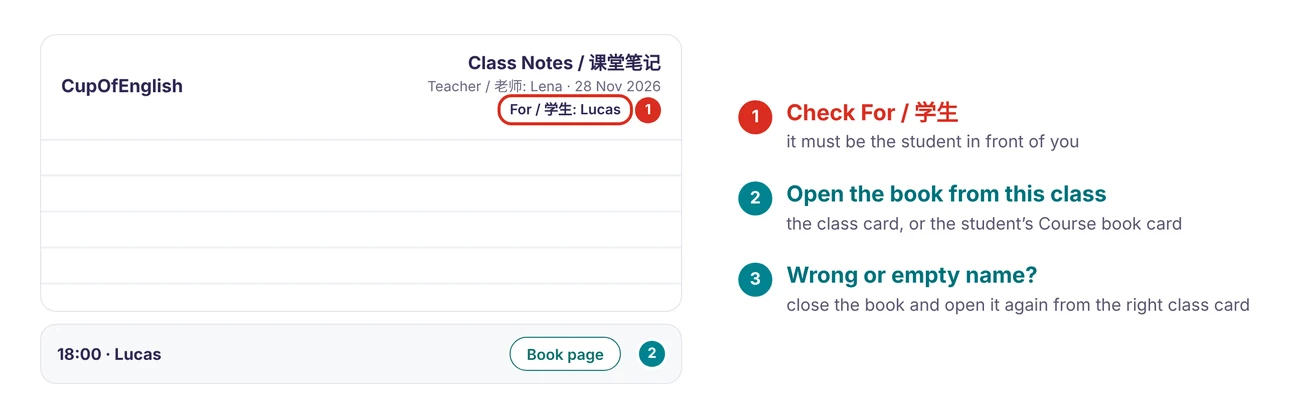 CupOfEnglish
Class Notes / 课堂笔记
Teacher / 老师: Lena · 28 Nov 2026
For / 学生: Lucas 1
18:00 · Lucas
Book page 2
1 Check For / 学生
it must be the student in front of you
2 Open the book from this class
the class card, or the student’s Course book card
3 Wrong or empty name?
close the book and open it again from the right class card